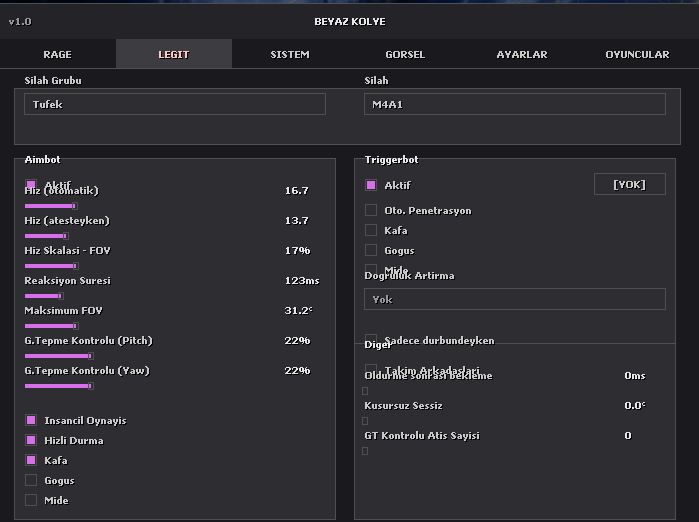 v1.0
BEYAZ KOLYE
RAGE LEGIT SISTEM GORSEL AYARLAR OYUNCULAR
Silah Grubu
Tufek
Silah
M4A1
Aimbot
Aktif
Hiz (otomatik) 16.7
Hiz (atesteyken) 13.7
Hiz Skalasi - FOV 17%
Reaksiyon Suresi 123ms
Maksimum FOV 31.2°
G.Tepme Kontrolu (Pitch) 22%
G.Tepme Kontrolu (Yaw) 22%
Insancil Oynayis
Hizli Durma
Kafa
Gogus
Mide
Triggerbot
Aktif [YOK]
Oto. Penetrasyon
Kafa
Gogus
Mide
Dogruluk Artirma
Yok
Sadece durbundeyken
Diger
Takim Arkadaslari
Oldurme sonrasi bekleme 0ms
Kusursuz Sessiz 0.0°
GT Kontrolu Atis Sayisi 0